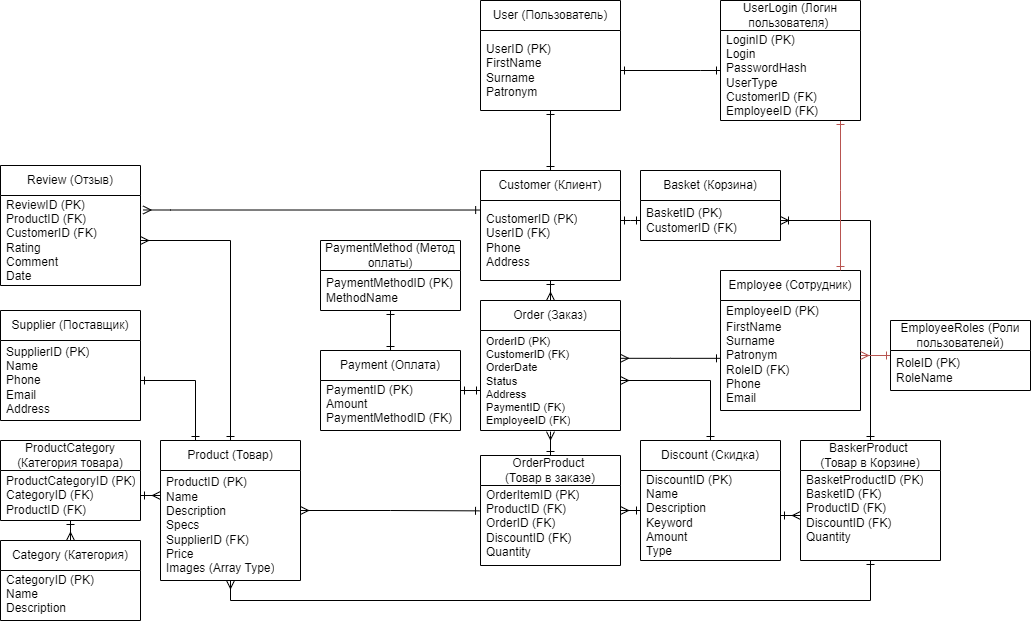 User (Пользователь)
UserID (PK)
FirstName
Surname
Patronym
UserLogin (Логин
пользователя)
LoginID (PK)
Login
PasswordHash
UserType
CustomerID (FK)
EmployeeID (FK)
Review (Отзыв)
ReviewID (PK)
ProductID (FK)
CustomerID (FK)
Rating
Comment
Date
Customer (Клиент)
CustomerID (PK)
UserID (FK)
Phone
Address
Basket (Корзина)
BasketID (PK)
CustomerID (FK)
PaymentMethod (Метод
оплаты)
PaymentMethodID (PK)
MethodName
Employee (Сотрудник)
EmployeeID (PK)
FirstName
Surname
Patronym
RoleID (FK)
Phone
Email
EmployeeRoles (Роли
пользователей)
RoleID (PK)
RoleName
Supplier (Поставщик)
SupplierID (PK)
Name
Phone
Email
Address
Order (Заказ)
OrderID (PK)
CustomerID (FK)
OrderDate
Status
Address
PaymentID (FK)
EmployeeID (FK)
Payment (Оплата)
PaymentID (PK)
Amount
PaymentMethodID (FK)
ProductCategory
(Категория товара)
ProductCategoryID (PK)
CategoryID (FK)
ProductID (FK)
Product (Товар)
ProductID (PK)
Name
Description
Specs
SupplierID (FK)
Price
Images (Array Type)
OrderProduct
(Товар в заказе)
OrderItemID (PK)
ProductID (FK)
OrderID (FK)
DiscountID (FK)
Quantity
Discount (Скидка)
DiscountID (PK)
Name
Description
Keyword
Amount
Type
BaskerProduct
(Товар в Корзине)
BasketProductID (PK)
BasketID (FK)
ProductID (FK)
DiscountID (FK)
Quantity
Category (Категория)
CategoryID (PK)
Name
Description